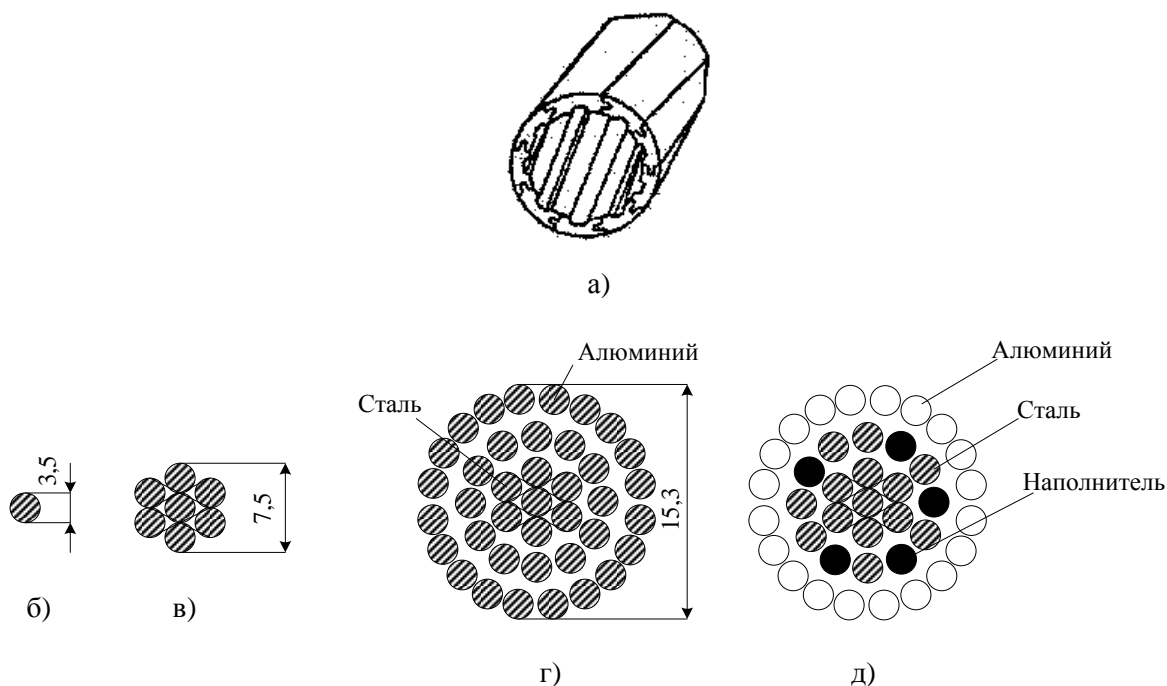 а)
Алюминий
Сталь
3,5
7,5
15,3
Алюминий
Сталь
Наполнитель
б)
в)
г)
д)